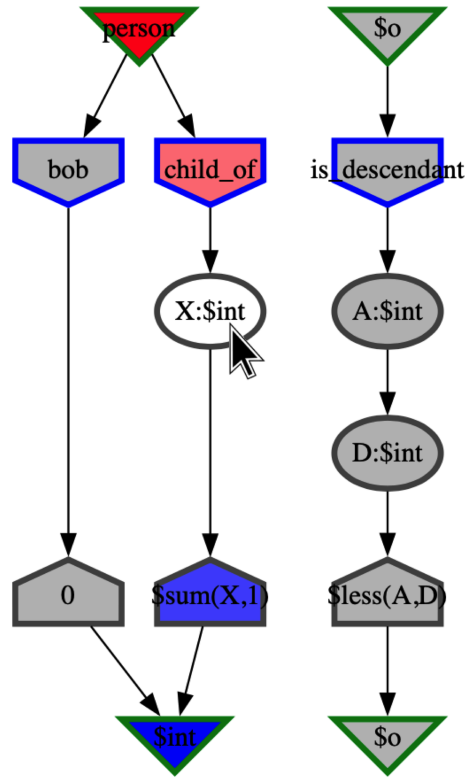 person
$o
bob
child_of
is_descendant
X:$int
A:$int
D:$int
0
$sum(X,1)
$less(A,D)
$int
$o